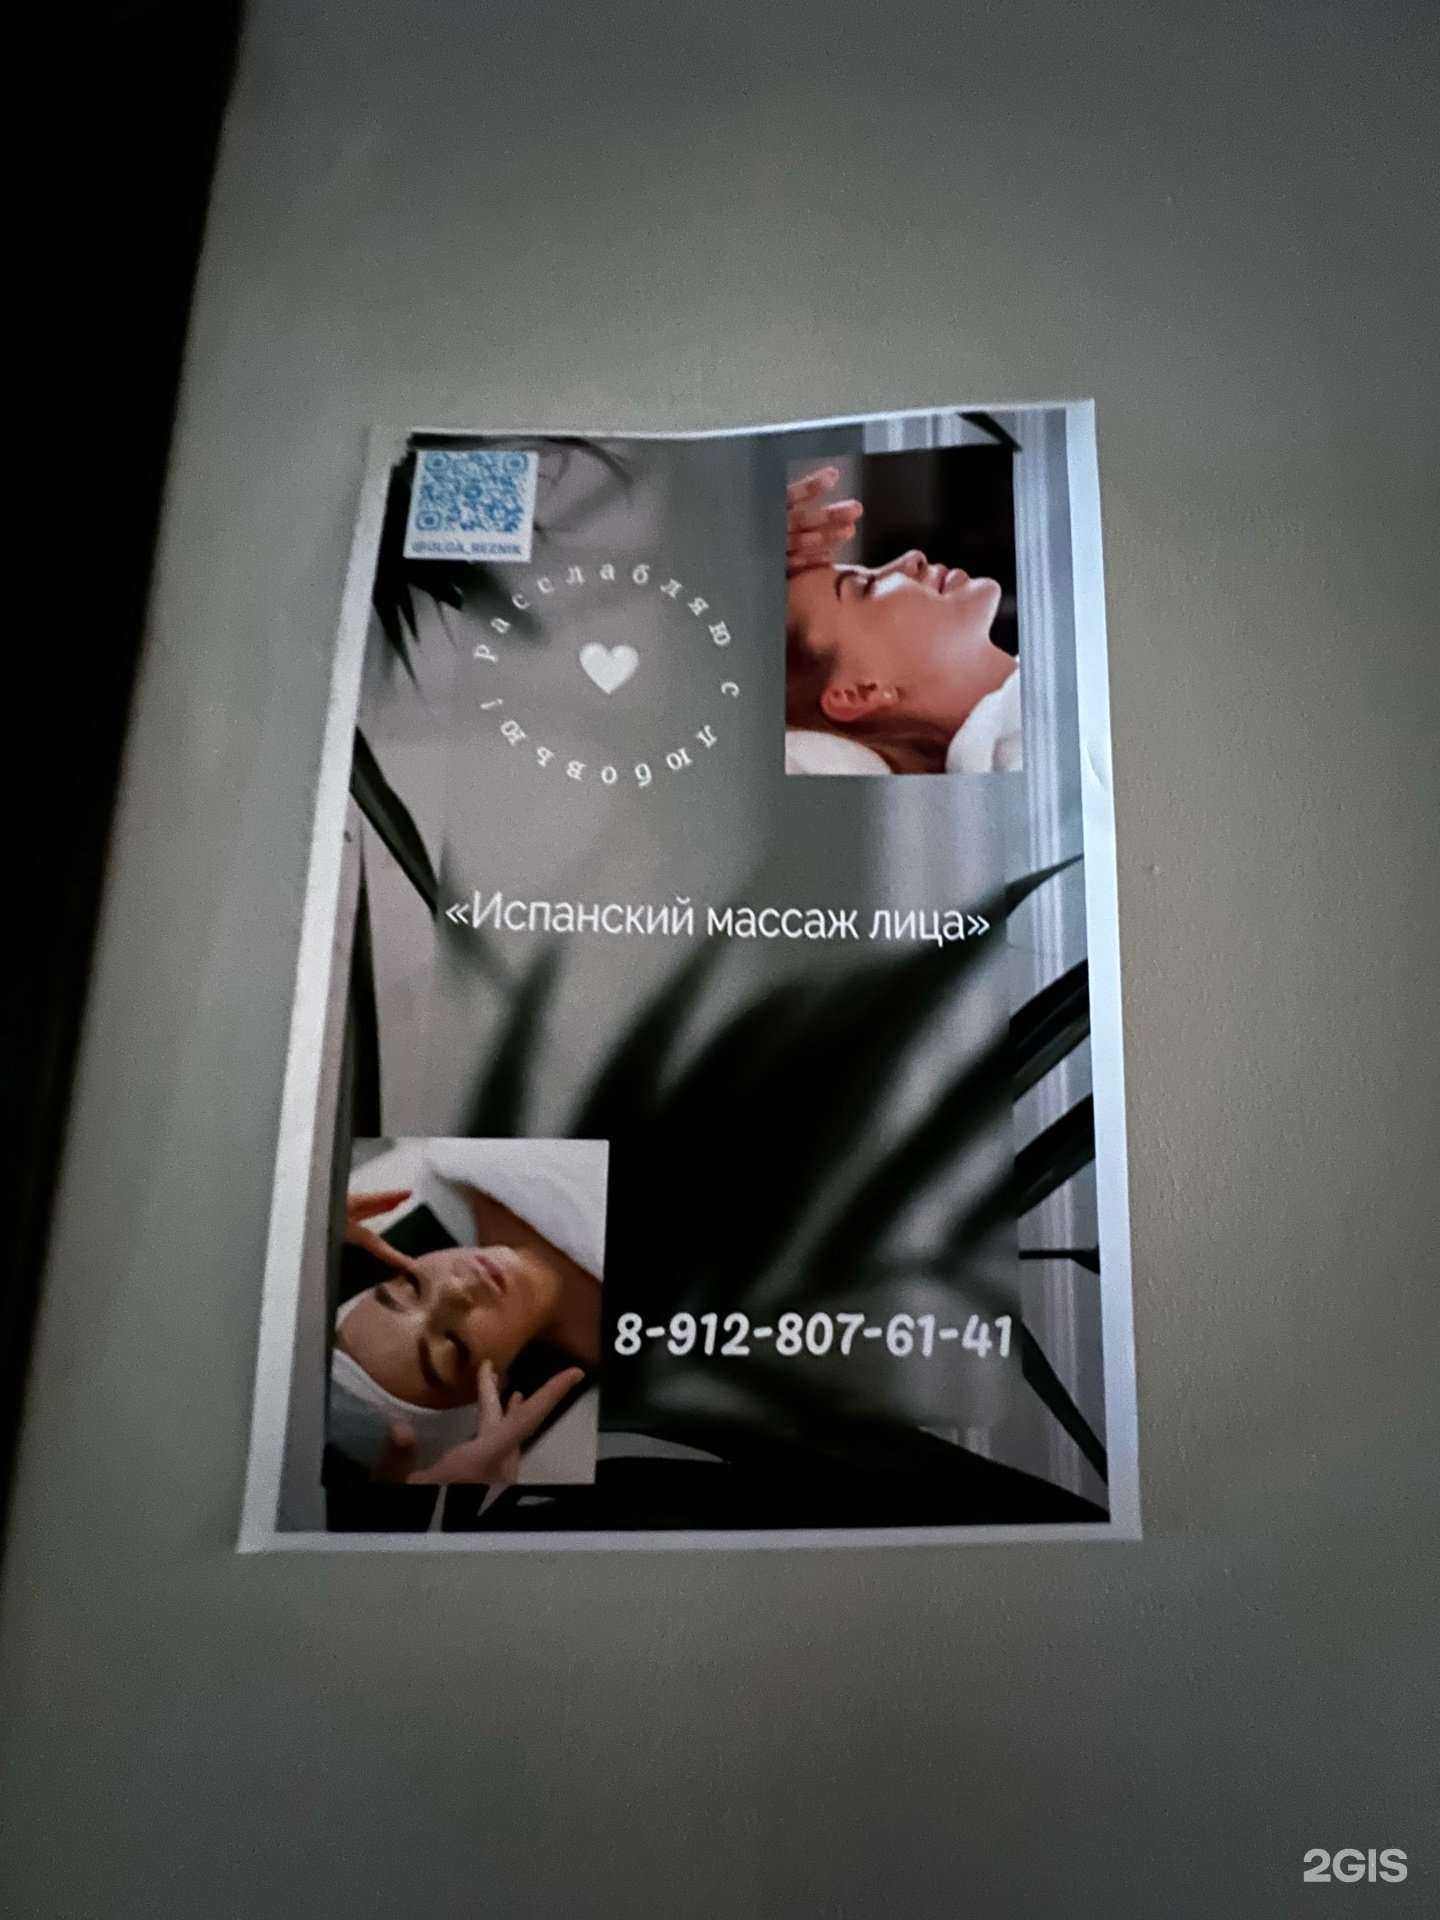 @OLGA_REZNIK
Расслабляю с любовью!
«Испанский массаж лица»
8-912-807-61-41
2GIS